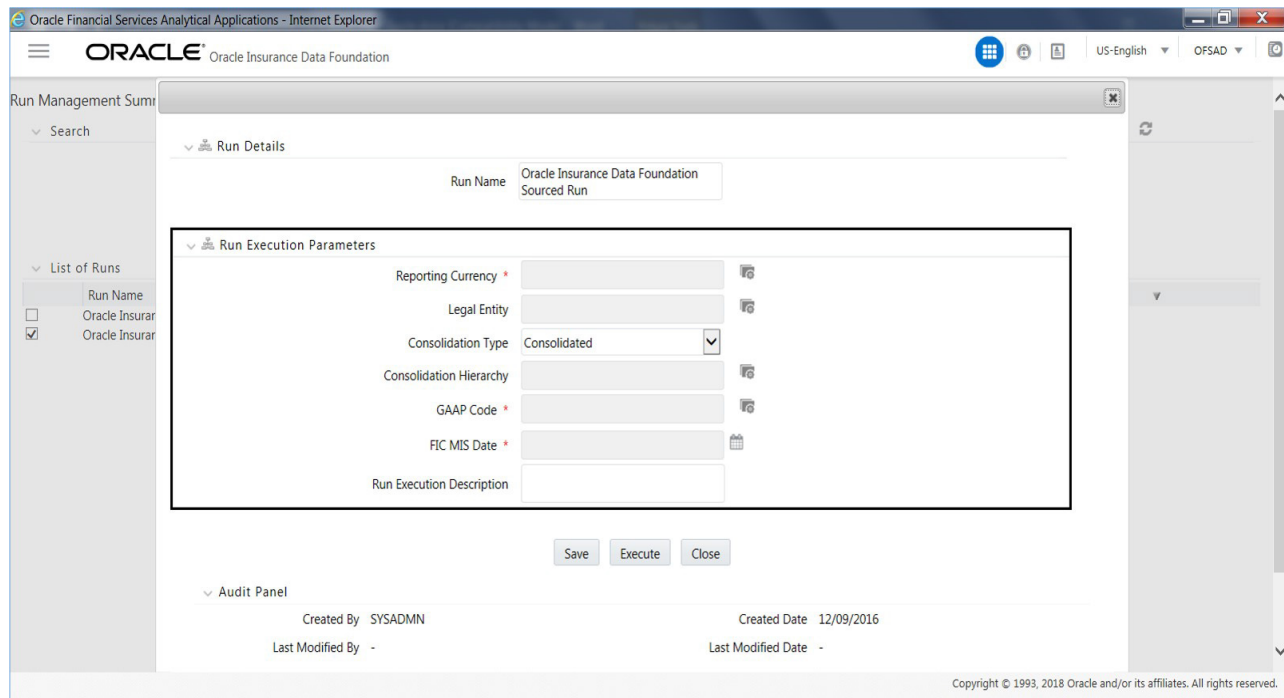 Oracle Financial Services Analytical Applications - Internet Explorer
ORACLE® Oracle Insurance Data Foundation
US-English
OFSAD
Run Management Summ
Search
Run Details
Run Name
Oracle Insurance Data Foundation
Sourced Run
Run Execution Parameters
List of Runs
Run Name
Oracle Insuran
Oracle Insuran
Reporting Currency *
Legal Entity
Consolidation Type Consolidated
Consolidation Hierarchy
GAAP Code *
FIC MIS Date *
Run Execution Description
Save Execute Close
Audit Panel
Created By SYSADMN Created Date 12/09/2016
Last Modified By - Last Modified Date -
Copyright © 1993, 2018 Oracle and/or its affiliates. All rights reserved.